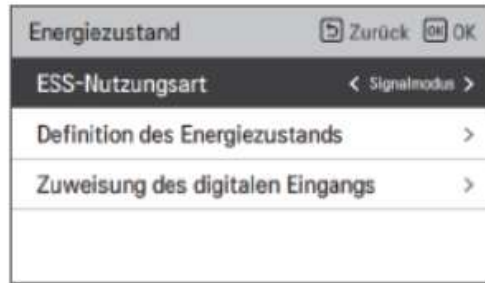 Energiezustand Zurück OK OK
ESS-Nutzungsart < Signalmodus >
Definition des Energiezustands >
Zuweisung des digitalen Eingangs >